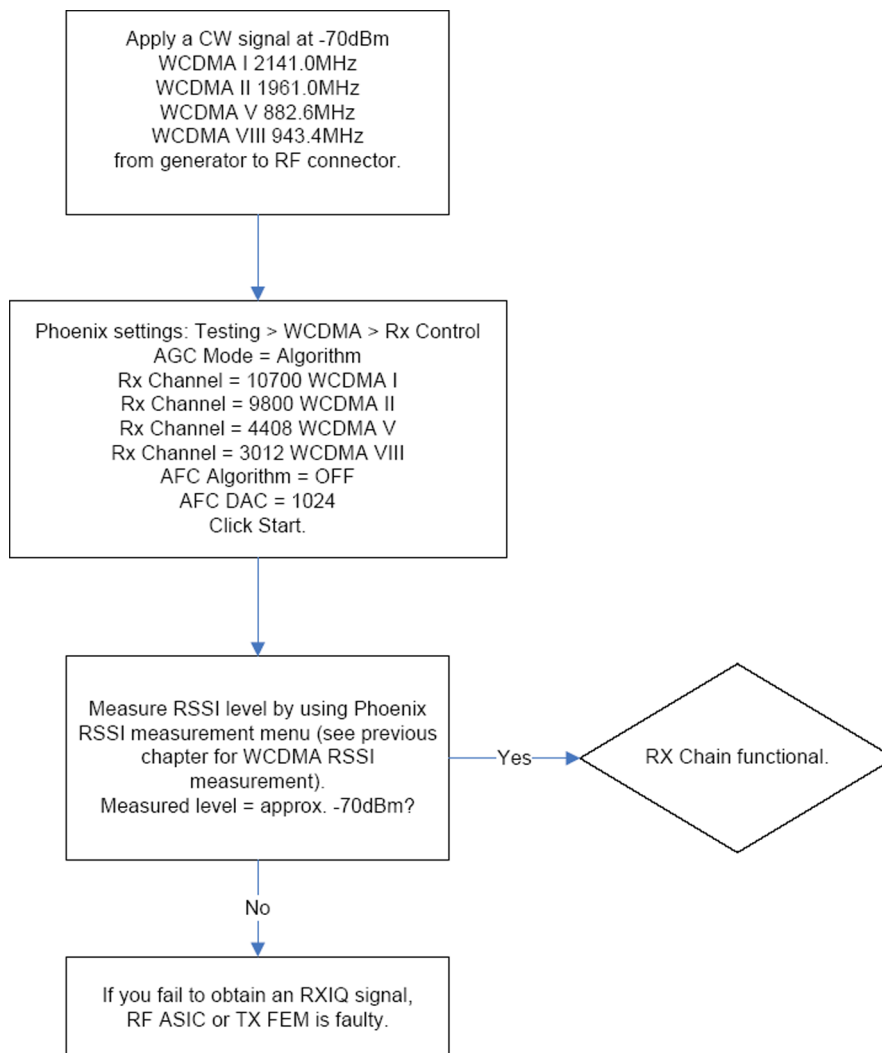 Apply a CW signal at -70dBm
WCDMA I 2141.0MHz
WCDMA II 1961.0MHz
WCDMA V 882.6MHz
WCDMA VIII 943.4MHz
from generator to RF connector.
Phoenix settings: Testing > WCDMA > Rx Control
AGC Mode = Algorithm
Rx Channel = 10700 WCDMA I
Rx Channel = 9800 WCDMA II
Rx Channel = 4408 WCDMA V
Rx Channel = 3012 WCDMA VIII
AFC Algorithm = OFF
AFC DAC = 1024
Click Start.
Measure RSSI level by using Phoenix
RSSI measurement menu (see previous
chapter for WCDMA RSSI
measurement).
Measured level = approx. -70dBm?
Yes
RX Chain functional.
No
If you fail to obtain an RXIQ signal,
RF ASIC or TX FEM is faulty.